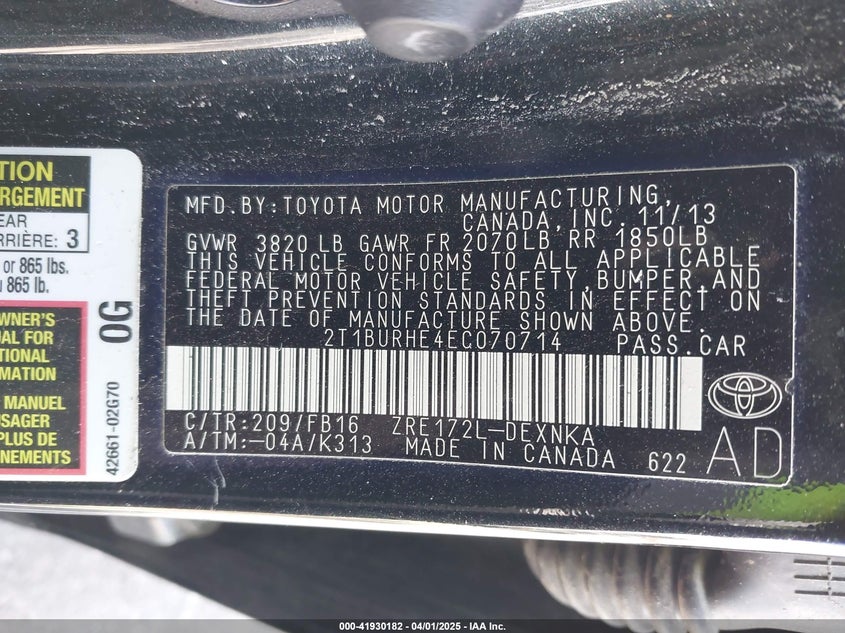 TION
RGEMENT
EAR
RRIÈRE: 3
or 865 lbs.
865 lb.
WNER'S
UAL FOR
TIONAL
RMATION
MANUEL
USAGER
PLUS DE
NEMENTS
42661-02G70
0G
MFD.BY:TOYOTA MOTOR MANUFACTURING,
CANADA,INC. 11/13
GVWR 3820 LB GAWR FR 2070LB RR 1850LB
THIS VEHICLE CONFORMS TO ALL APPLICABLE
FEDERAL MOTOR VEHICLE SAFETY,BUMPER,AND
THEFT PREVENTION STANDARDS IN EFFECT ON
THE DATE OF MANUFACTURE SHOWN ABOVE.
2T1BURHE4EC070714 PASS.CAR
C/TR:209/FB16 ZRE172L-DEXNKA
A/TM:-04A/K313 MADE IN CANADA 622
AD
000-41930182 - 04/01/2025 - IAA Inc.